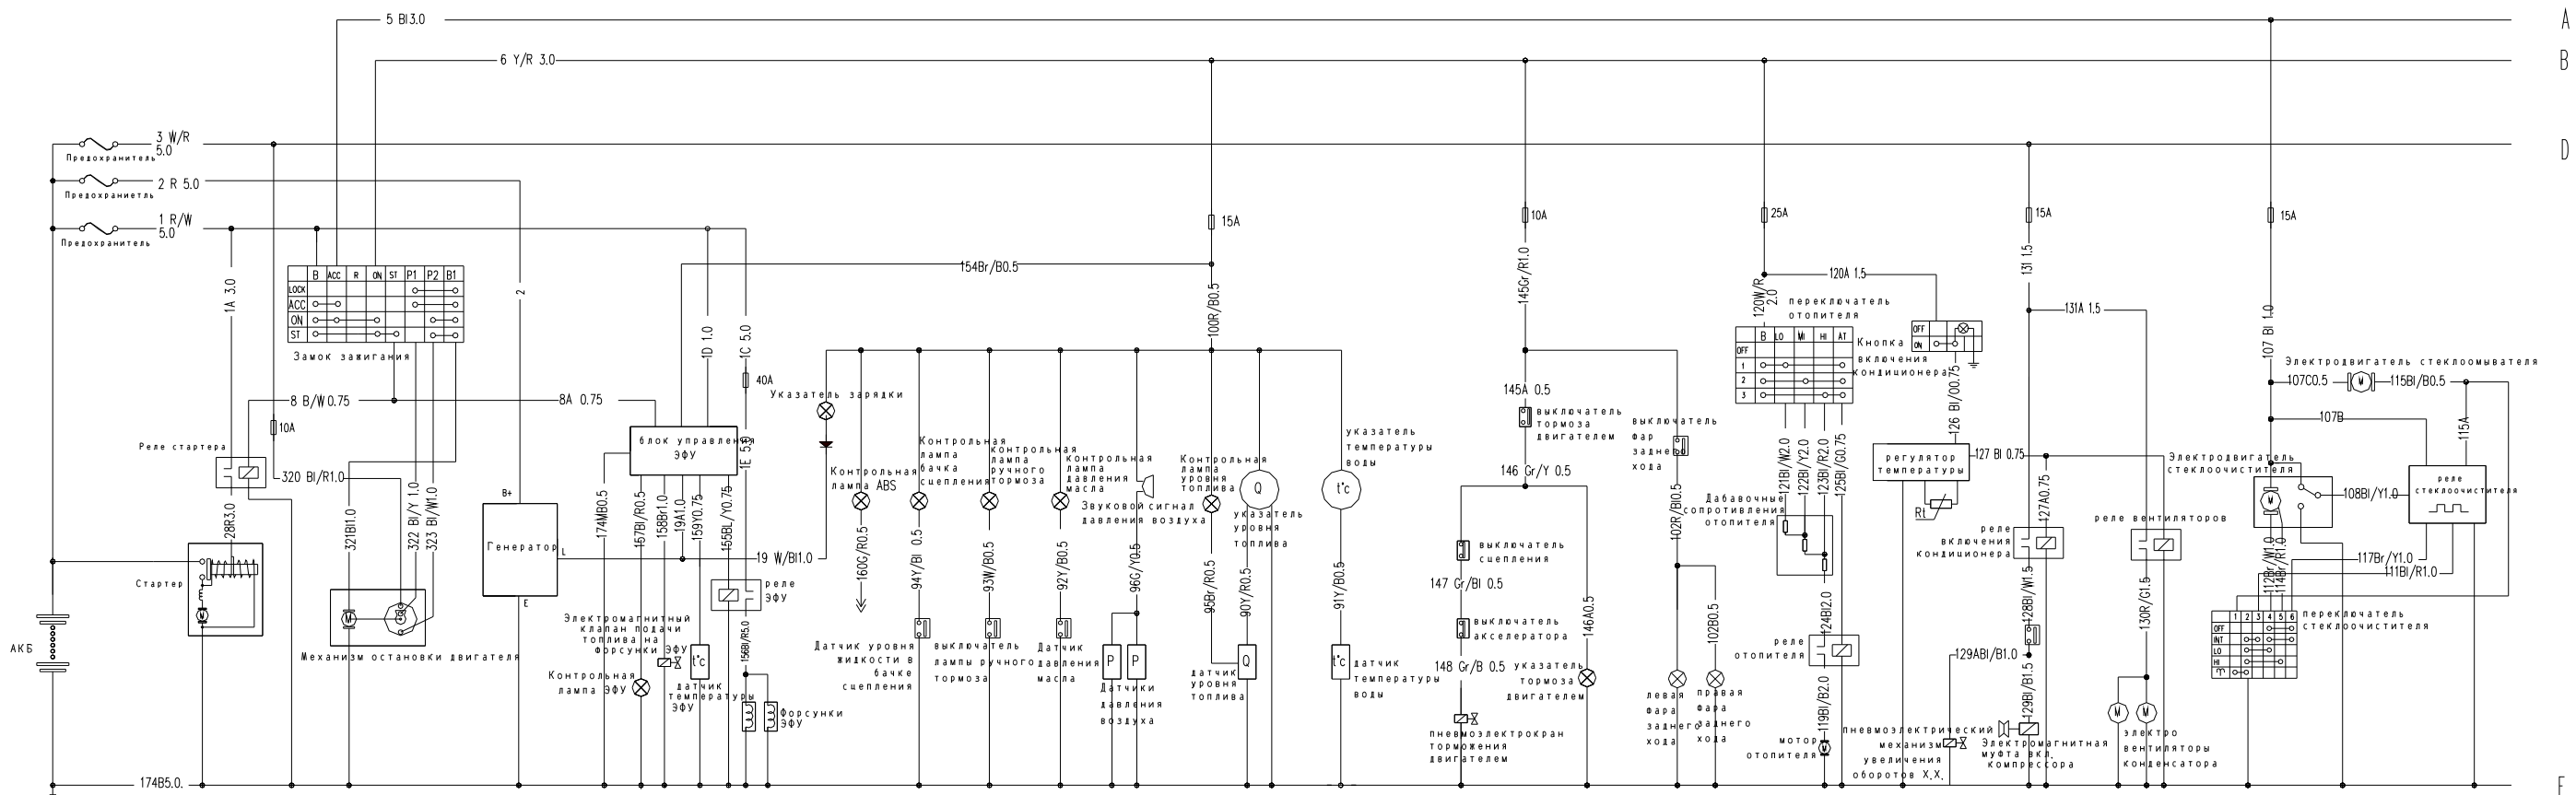 5 Bl3.0
A
6 Y/R 3.0
B
3 W/R
5.0
Предохранитель
D
2 R 5.0
Предохраниетль
1 R/W
5.0
Предохранитель
15A
10A
25A
15A
15A
1A 3.0
B ACC R ON ST P1 P2 B1
LOCK
ACC
ON
ST
Замок зажигания
2
1D 1.0
1C 5.0
40A
154Br/B0.5
100R/B0.5
145Gr/R1.0
120W/R
2.0
120A 1.5
131 1.5
131A 1.5
107 Bl 1.0
переключатель
отопителя
B LO MI HI AT
OFF
1
2
3
OFF
ON
Кнопка
включения
кондиционера
126 Bl/O0.75
Электродвигатель стеклоомывателя
107C0.5
M
115Bl/B0.5
107B
115A
8 B/W0.75
8A 0.75
10A
Реле стартера
320 Bl/R1.0
28R3.0
Стартер
M
АКБ
321Bl1.0
322 Bl/Y 1.0
323 Bl/W1.0
M
Механизм остановки двигателя
B+
Генератор
L
E
19 W/Bl1.0
блок управления
ЭФУ
1E 5.0
174MB0.5
167Bl/R0.5
158Br1.0
19A1.0
159Y0.75
155BL/Y0.75
реле
ЭФУ
Электромагнитный
клапан подачи
топлива на
форсунки ЭФУ
Контрольная
лампа ЭФУ
t°c
датчик
температуры
ЭФУ
156Bl/R5.0
Форсунки
ЭФУ
Указатель зарядки
Контрольная
лампа ABS
160G/R0.5
Контрольная
лампа
бачка
сцепления
94Y/Bl 0.5
Датчик уровня
жидкости в
бачке
сцепления
Контрольная
лампа
ручного
тормоза
93W/B0.5
выключатель
лампы ручного
тормоза
Контрольная
лампа
давления
масла
92Y/B0.5
Датчик
давления
масла
Звуковой сигнал
давления воздуха
96G/Y0.5
P
P
Датчики
давления
воздуха
Контрольная
лампа
уровня
топлива
95Br/R0.5
Q
указатель
уровня
топлива
90Y/R0.5
Q
датчик
уровня
топлива
указатель
температуры
воды
t°c
91Y/B0.5
t°c
датчик
температуры
воды
145A 0.5
выключатель
тормоза
двигателем
146 Gr/Y 0.5
выключатель
сцепления
147 Gr/Bl 0.5
выключатель
акселератора
148 Gr/B 0.5
пневмоэлектрокран
торможения
двигателем
146A0.5
указатель
тормоза
двигателем
выключатель
фар
заднего
хода
102R/Bl0.5
102B0.5
левая
фара
заднего
хода
правая
фара
заднего
хода
121Bl/W2.0
122Bl/Y2.0
123Bl/R2.0
125Bl/G0.75
Дабавочные
сопротивления
отопителя
124Bl2.0
реле
отопителя
119Bl/B2.0
мотор
отопителя
M
регулятор
температуры
Rt
127 Bl 0.75
127A0.75
реле
включения
кондиционера
128Bl/W1.5
129ABl/B1.0
129Bl/B1.5
пневмоэлектрический
механизм
увеличения
оборотов Х.Х.
Электромагнитная
муфта вкл.
компрессора
реле вентиляторов
130R/G1.5
M
M
электро
вентиляторы
конденсатора
Электродвигатель
стеклоочистителя
M
108Bl/Y1.0
реле
стеклоочистителя
112Br/W1.0
114Br/R1.0
117Br/Y1.0
111Bl/R1.0
1 2 3 4 5 6
OFF
INT
LO
HI
переключатель
стеклоочистителя
174B5.0.